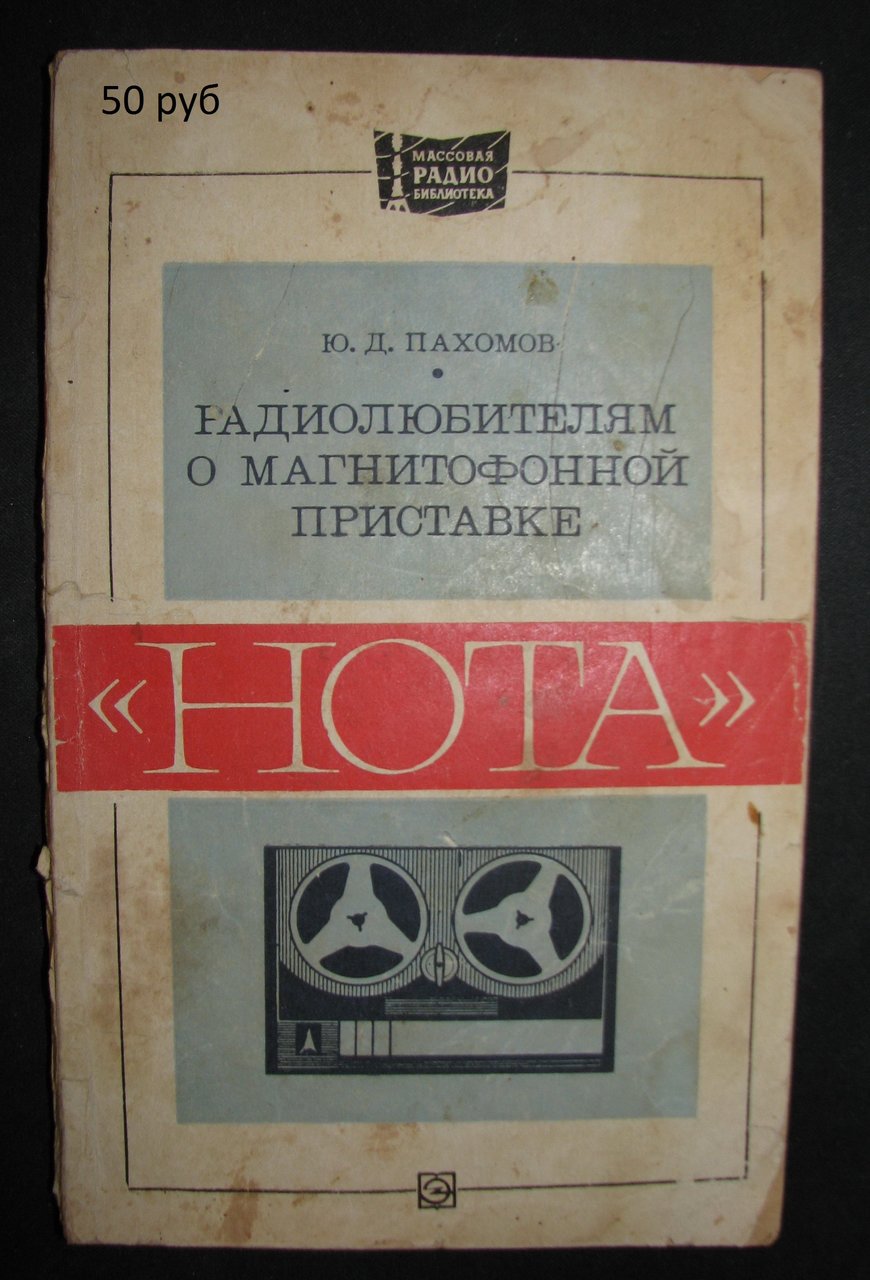 50 руб
МАССОВАЯ
РАДИО
БИБЛИОТЕКА
Ю. Д. ПАХОМОВ
РАДИОЛЮБИТЕЛЯМ
О МАГНИТОФОННОЙ
ПРИСТАВКЕ
«НОТА»
Э